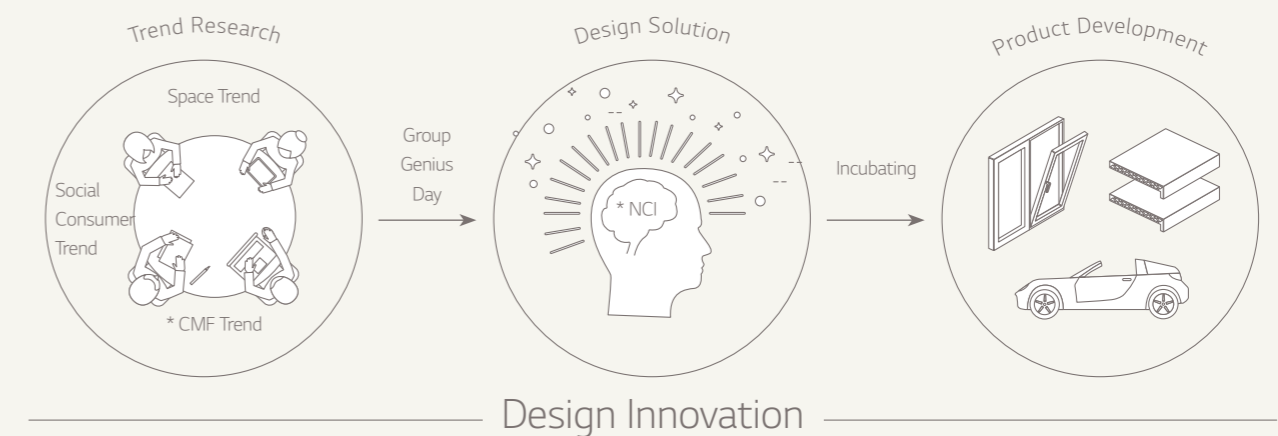 Trend Research
Space Trend
Social
Consumer
Trend
* CMF Trend
Group
Genius
Day
Design Solution
* NCI
Incubating
Product Development
Design Innovation